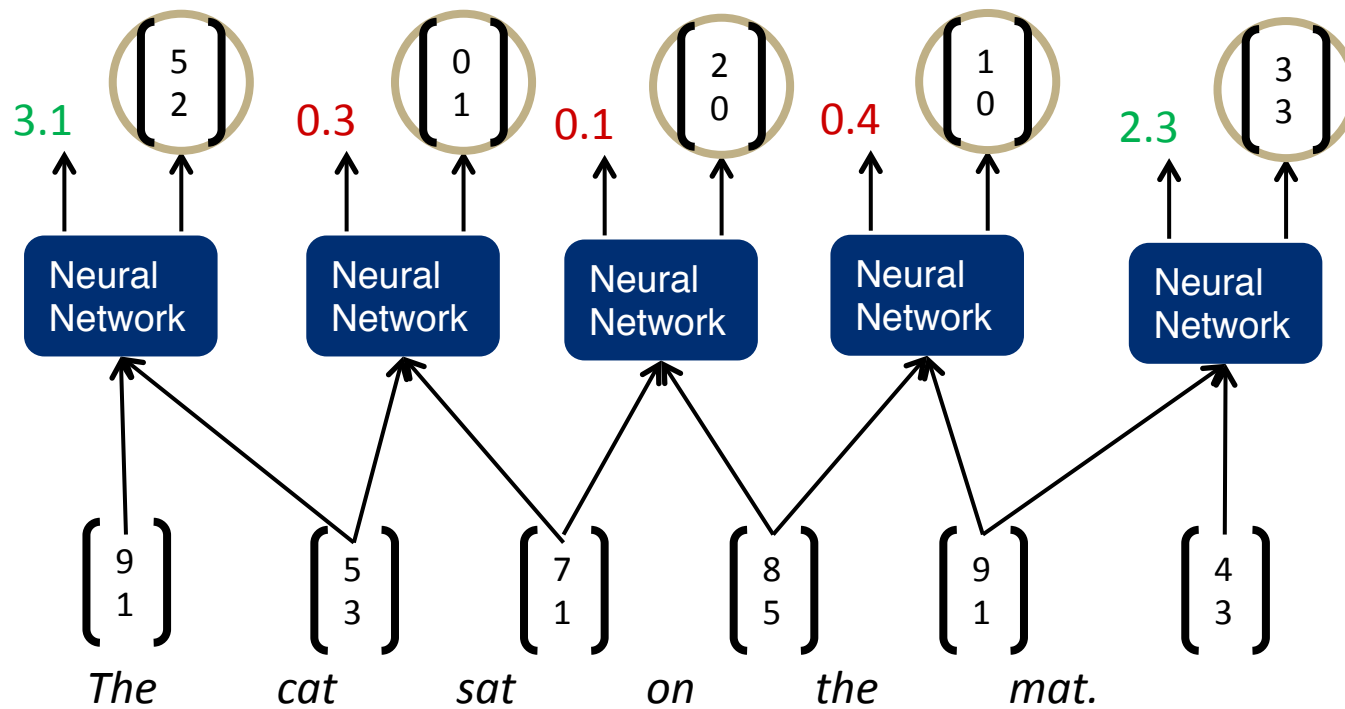 5 0 2 1 3
2 1 0 0 3
3.1 0.3 0.1 0.4 2.3
Neural Neural Neural Neural Neural
Network Network Network Network Network
9 5 7 8 9 4
1 3 1 5 1 3
The cat sat on the mat.